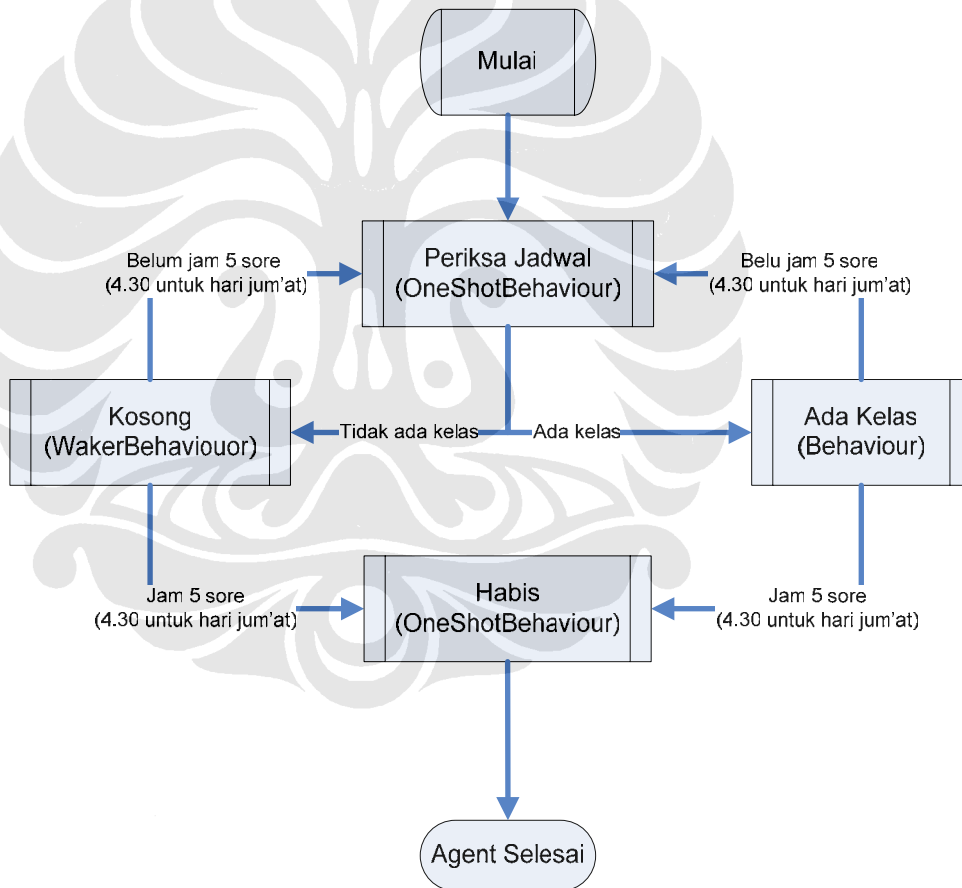 Mulai
Periksa Jadwal
(OneShotBehaviour)
Belum jam 5 sore
(4.30 untuk hari jum'at)
Belu jam 5 sore
(4.30 untuk hari jum'at)
Kosong
(WakerBehaviouor)
Tidak ada kelas
Ada kelas
Ada Kelas
(Behaviour)
Jam 5 sore
(4.30 untuk hari jum'at)
Habis
(OneShotBehaviour)
Jam 5 sore
(4.30 untuk hari jum'at)
Agent Selesai